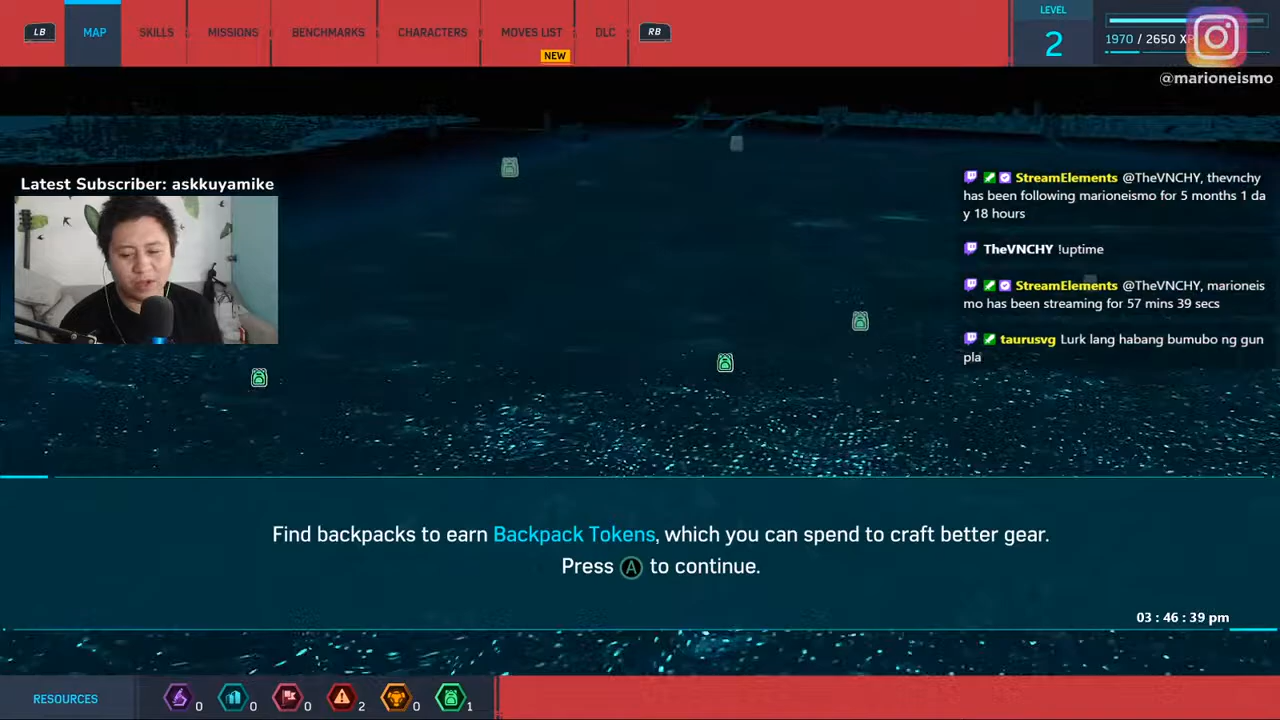 LB
MAP
SKILLS
MISSIONS
BENCHMARKS
CHARACTERS
MOVES LIST
NEW
DLC
RB
LEVEL
2
1970 / 2650 XP
@marioneismo
Latest Subscriber: askkuyamike
StreamElements @TheVNCHY, thevnchy
has been following marioneismo for 5 months 1 da
y 18 hours
TheVNCHY !uptime
StreamElements @TheVNCHY, marioneis
mo has been streaming for 57 mins 39 secs
taurusvg Lurk lang habang bumubo ng gun
pla
Find backpacks to earn Backpack Tokens, which you can spend to craft better gear.
Press A to continue.
03 : 46 : 39 pm
RESOURCES
0
0
0
2
0
1